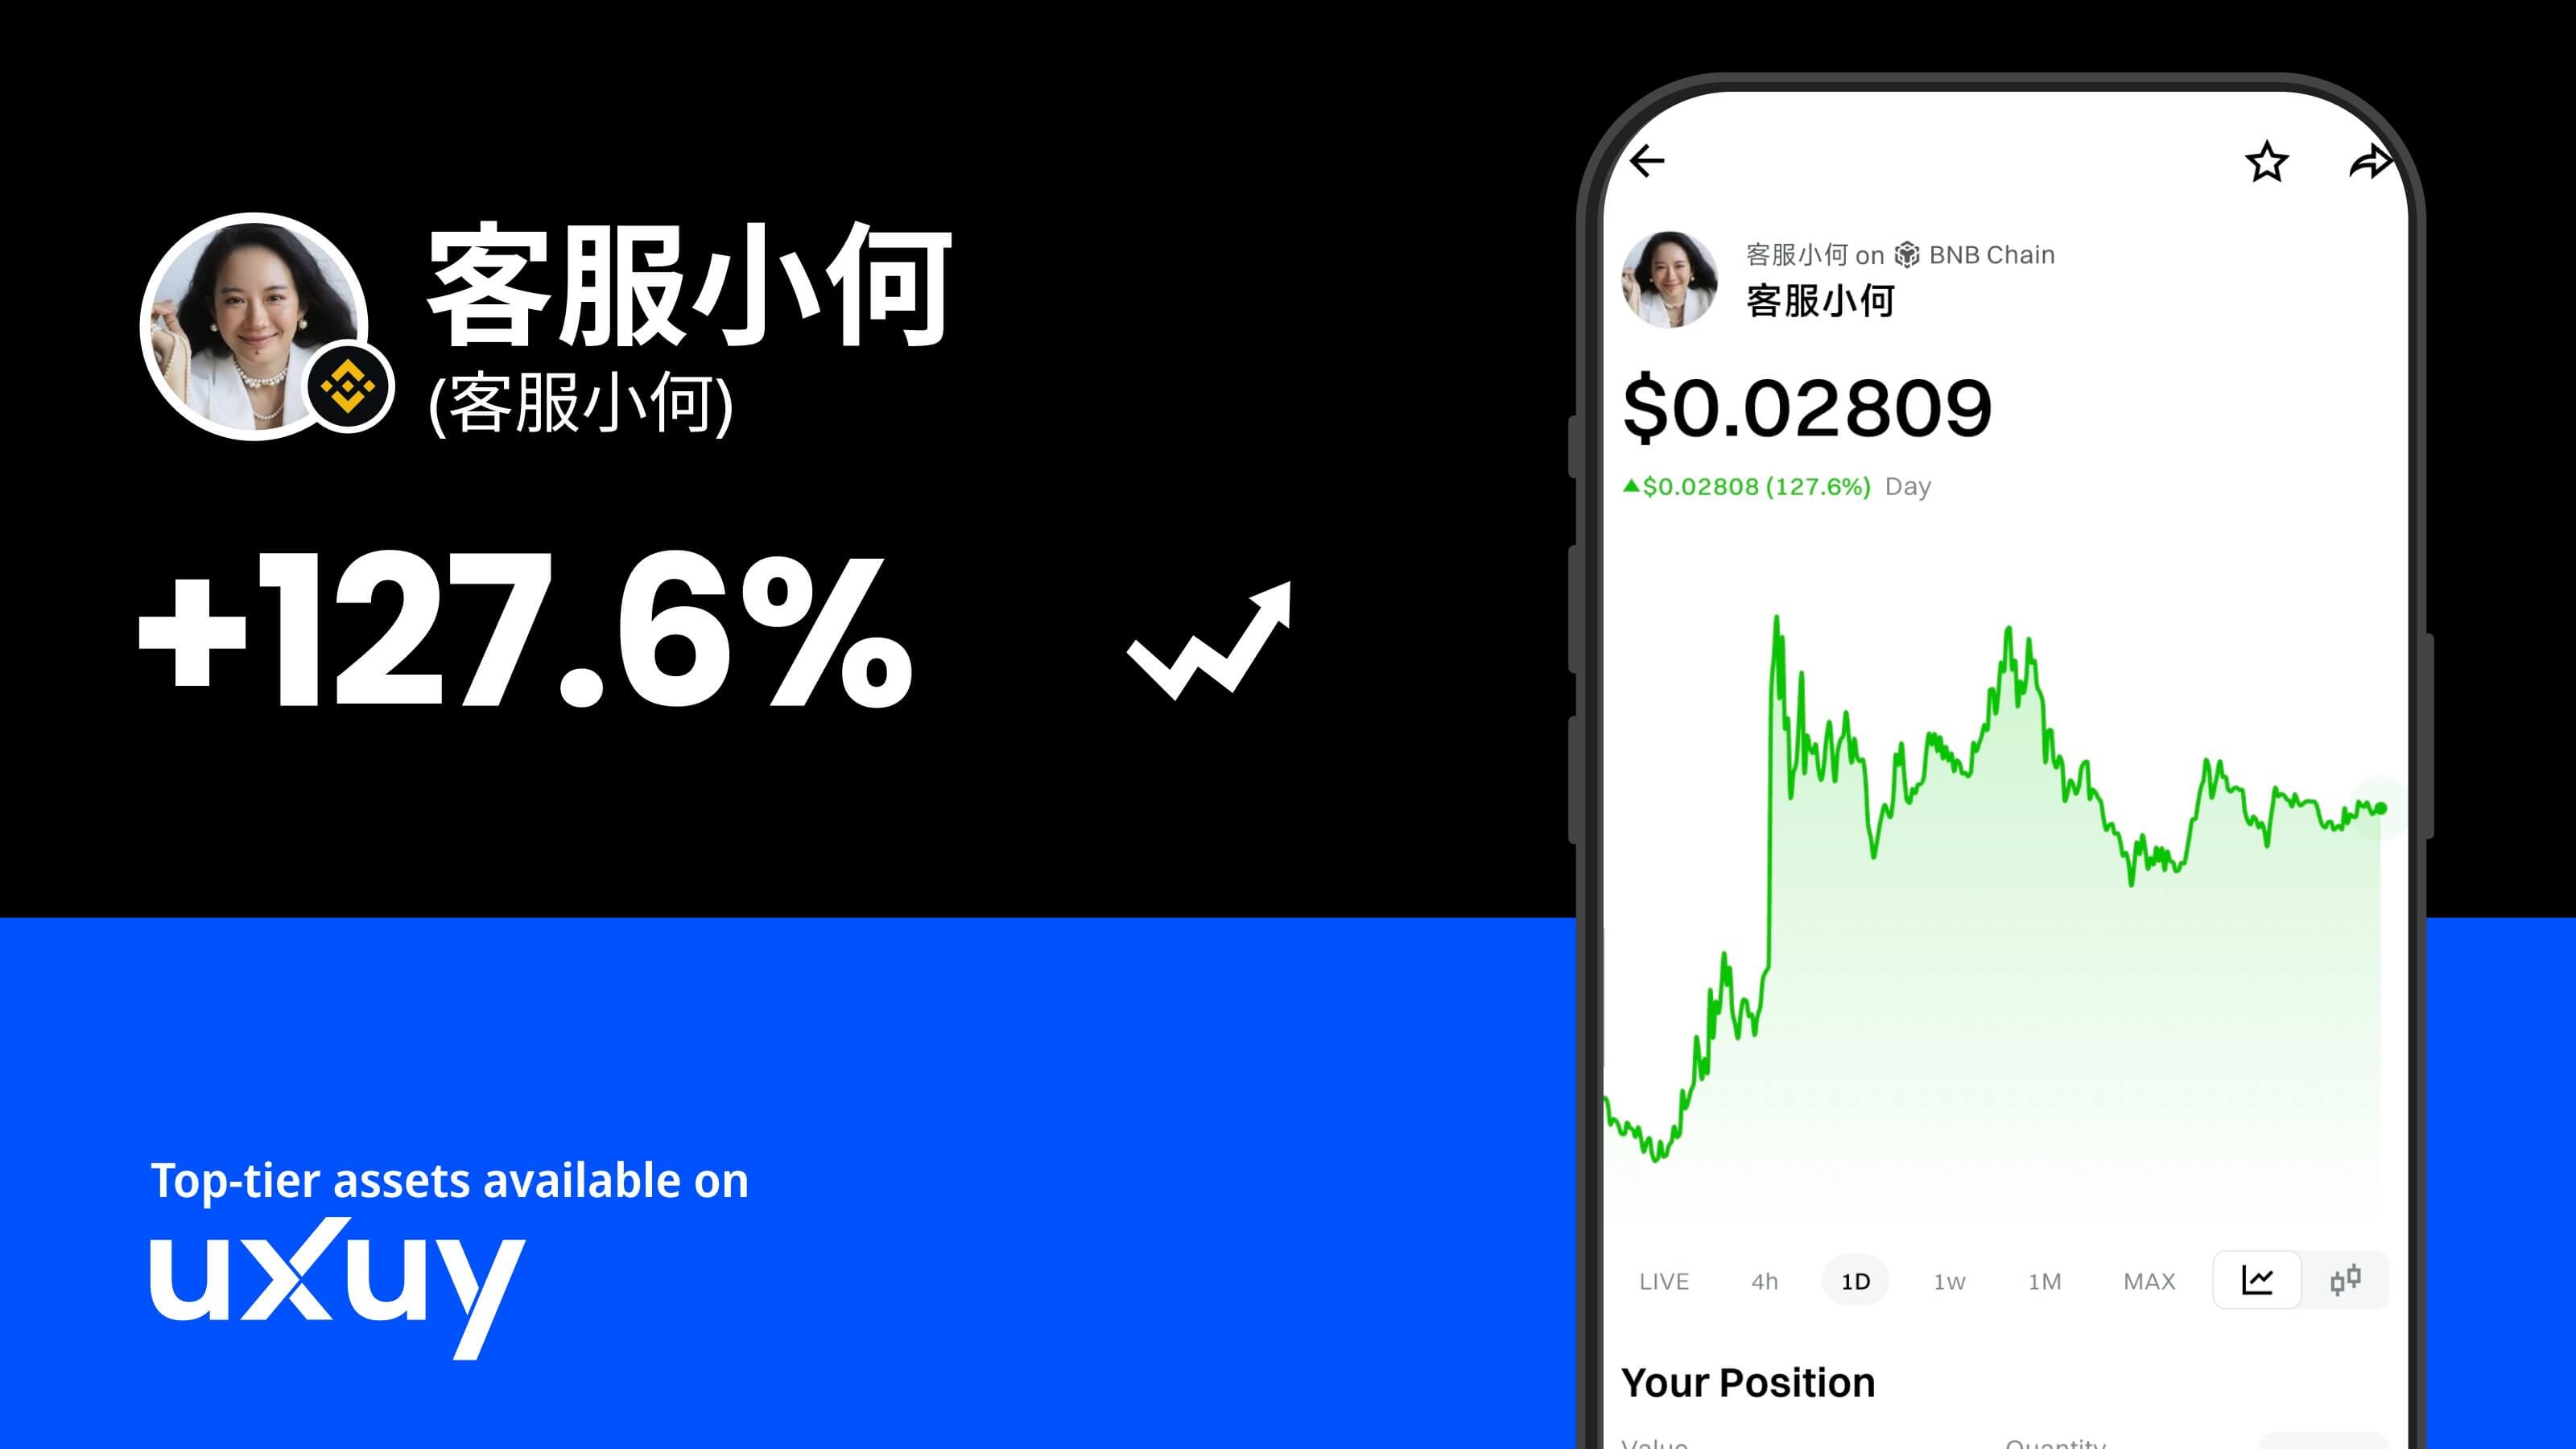 客服小何
(客服小何)
+127.6%
Top-tier assets available on
uxuy
客服小何 on BNB Chain
客服小何
$0.02809
▲$0.02808 (127.6%) Day
LIVE 4h 1D 1w 1M MAX
Your Position
Value Quantity